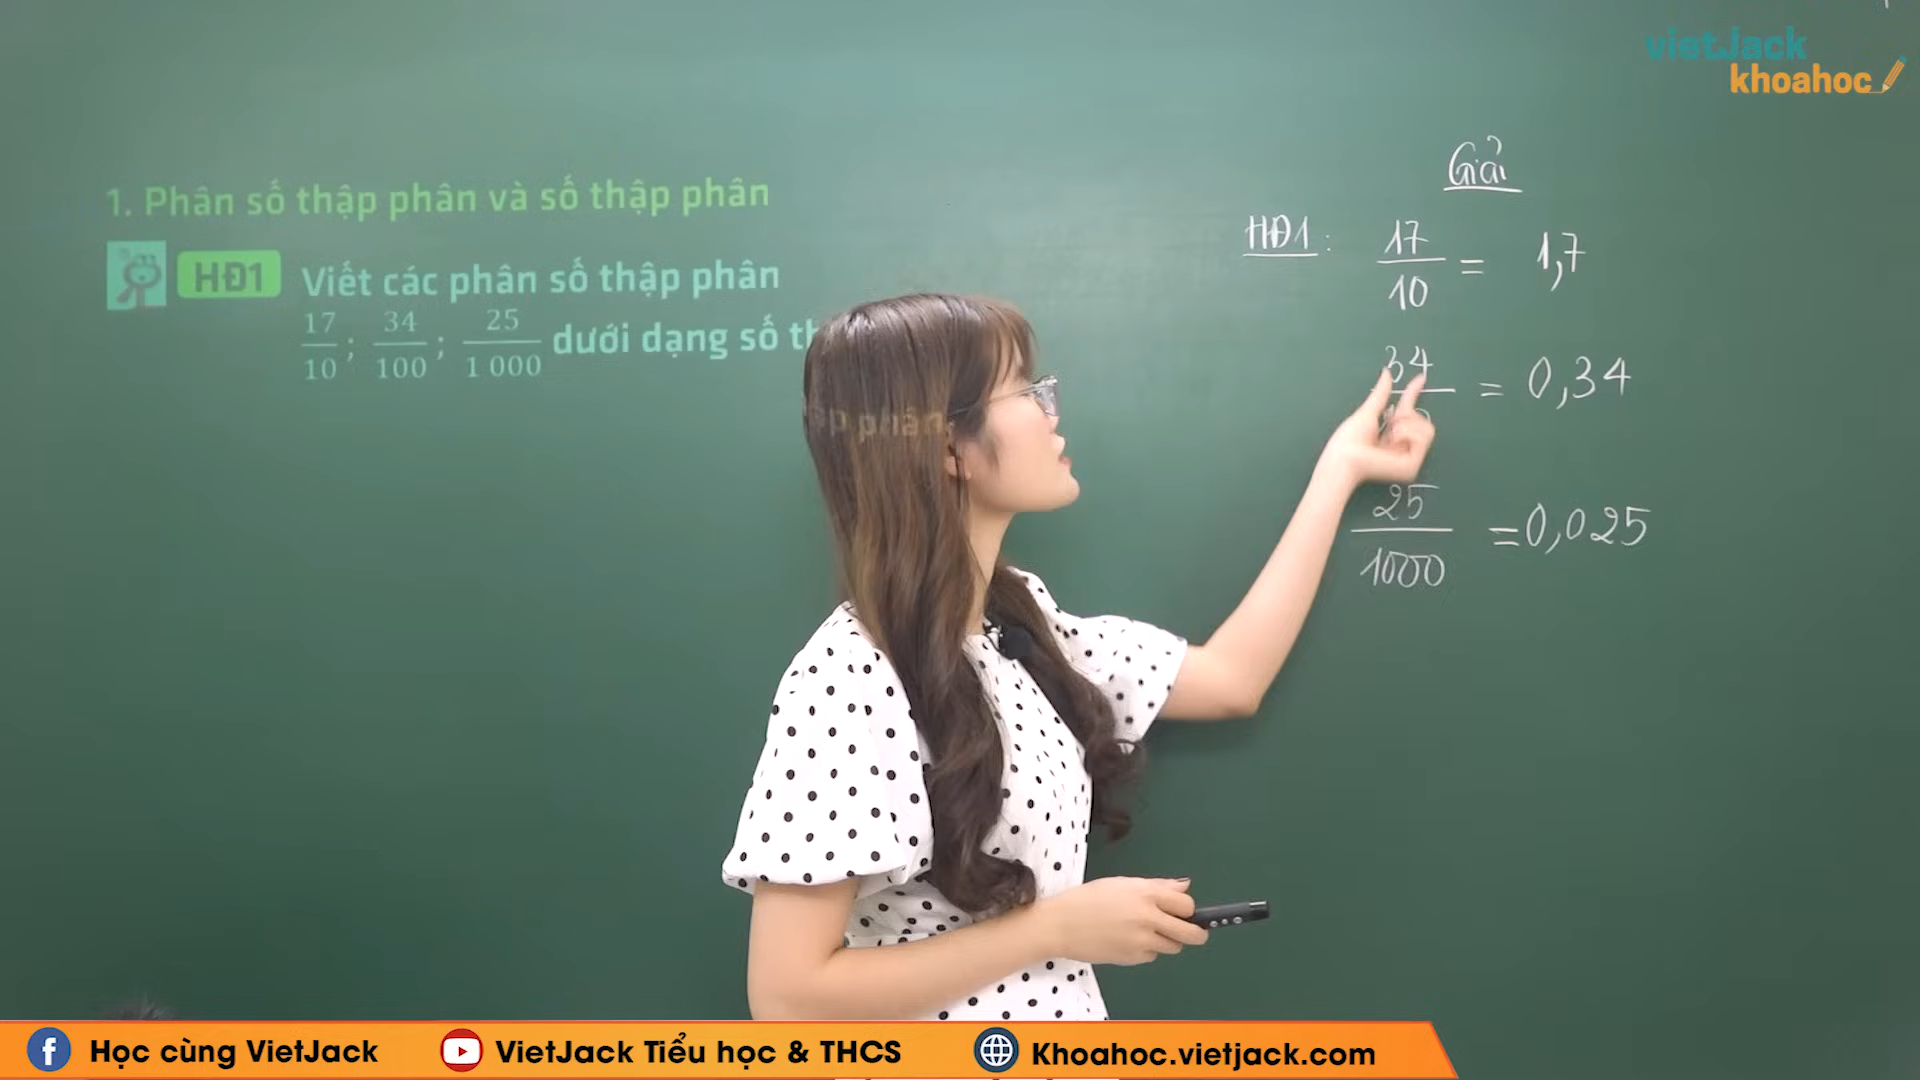 vietJack
khoahoc
1. Phân số thập phân và số thập phân
HĐ1 Viết các phân số thập phân
17/10; 34/100; 25/1 000 dưới dạng số
phân
Giải
HĐ1: 17/10 = 1,7
34 = 0,34
25/1000 = 0,025
Học cùng VietJack
VietJack Tiểu học & THCS
Khoahoc.vietjack.com